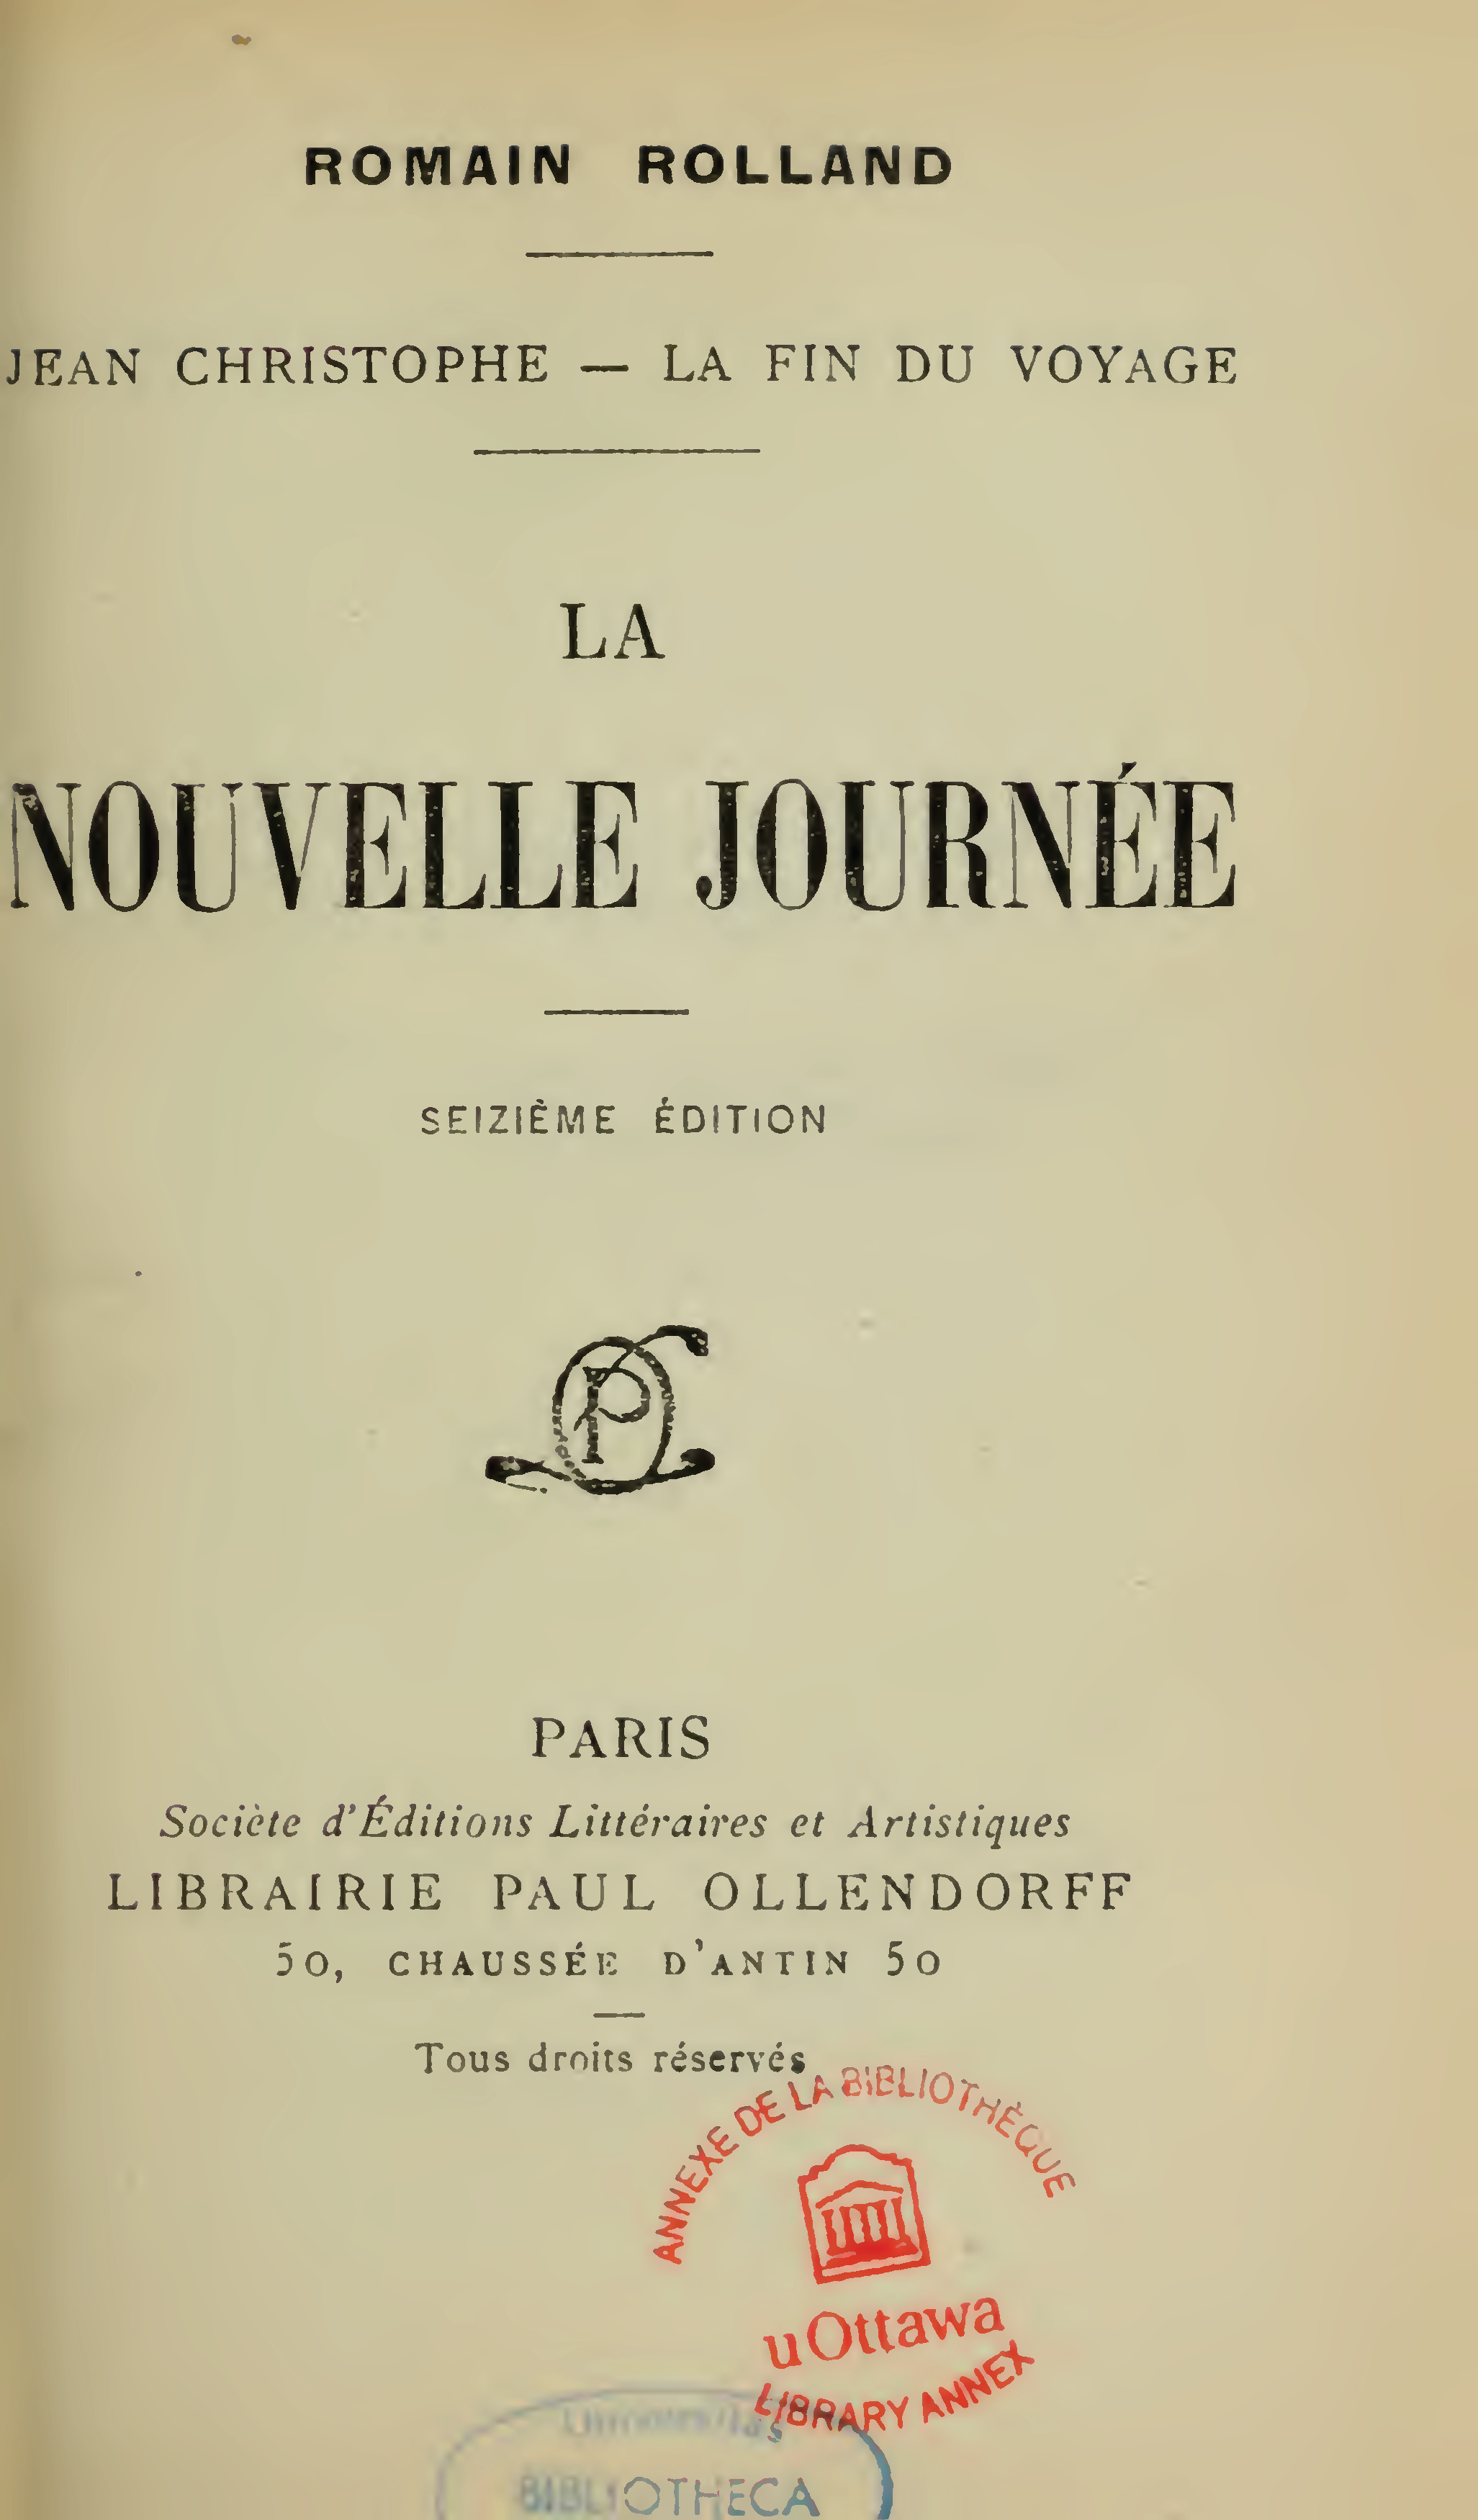 ROMAIN ROLLAND
JEAN CHRISTOPHE — LA FIN DU VOYAGE
LA
NOUVELLE JOURNÉE
SEIZIÈME ÉDITION
PARIS
Sociète d'Éditions Littéraires et Artistiques
LIBRAIRIE PAUL OLLENDORFF
50, CHAUSSÉE D'ANTIN 50
Tous droits réservés.
ANNEXE DE LA BIBLIOTHÈQUE
uOttawa
LIBRARY ANNEX
Universitas
BIBLIOTHECA